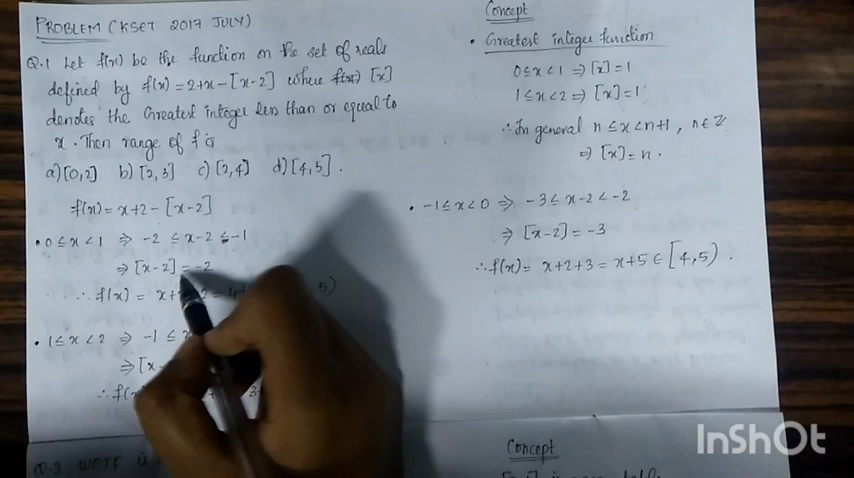 PROBLEM (KSET 2017 JULY)
Q.1 Let f(x) be the function on the set of reals
defined by f(x) = 2+x-[x-2] where [x]
denotes the Greatest integer less than or equal to
x. Then range of f is
a) [0,2] b) [2,3] c) [2,4] d) [4,5].
f(x) = x+2-[x-2]
• 0 ≤ x < 1 ⇒ -2 ≤ x-2 ≤ -1
⇒ [x-2] = -2
∴ f(x) = x+
• 1 ≤ x < 2 ⇒ -1 ≤
⇒ [x-
∴ f(x
Concept
• Greatest integer function
0 ≤ x < 1 ⇒ [x] = 1
1 ≤ x < 2 ⇒ [x] = 1
∴ In general n ≤ x < n+1, n ∈ Z
⇒ [x] = n.
• -1 ≤ x < 0 ⇒ -3 ≤ x-2 < -2
⇒ [x-2] = -3
∴ f(x) = x+2+3 = x+5 ∈ [4,5).
Concept
InShOt